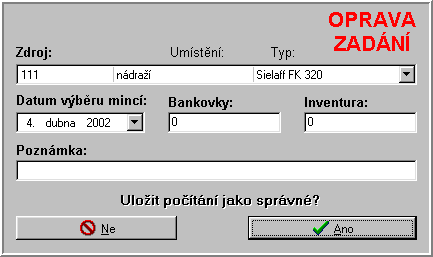 OPRAVA
ZADÁNÍ
Zdroj: Umístění: Typ:
111 nádraží Sielaff FK 320
Datum výběru mincí: Bankovky: Inventura:
4. dubna 2002 0 0
Poznámka:
Uložit počítání jako správné?
Ne Ano